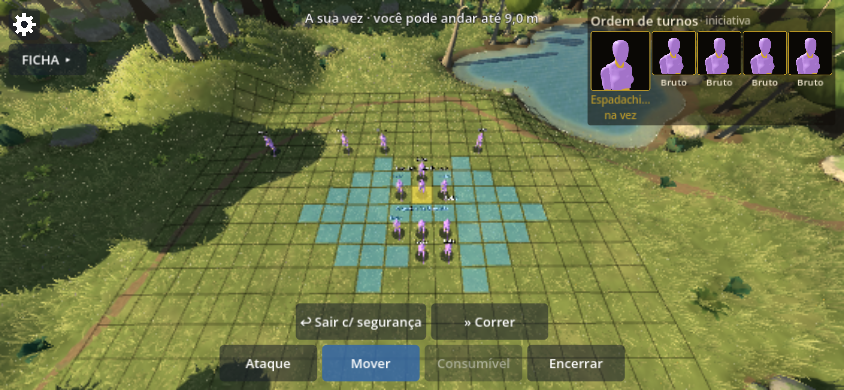 A sua vez · você pode andar até 9,0 m
Ordem de turnos iniciativa
FICHA ▸
Bruto Bruto Bruto Bruto
Espadachi...
na vez
↩ Sair c/ segurança
» Correr
Ataque
Mover
Consumível
Encerrar